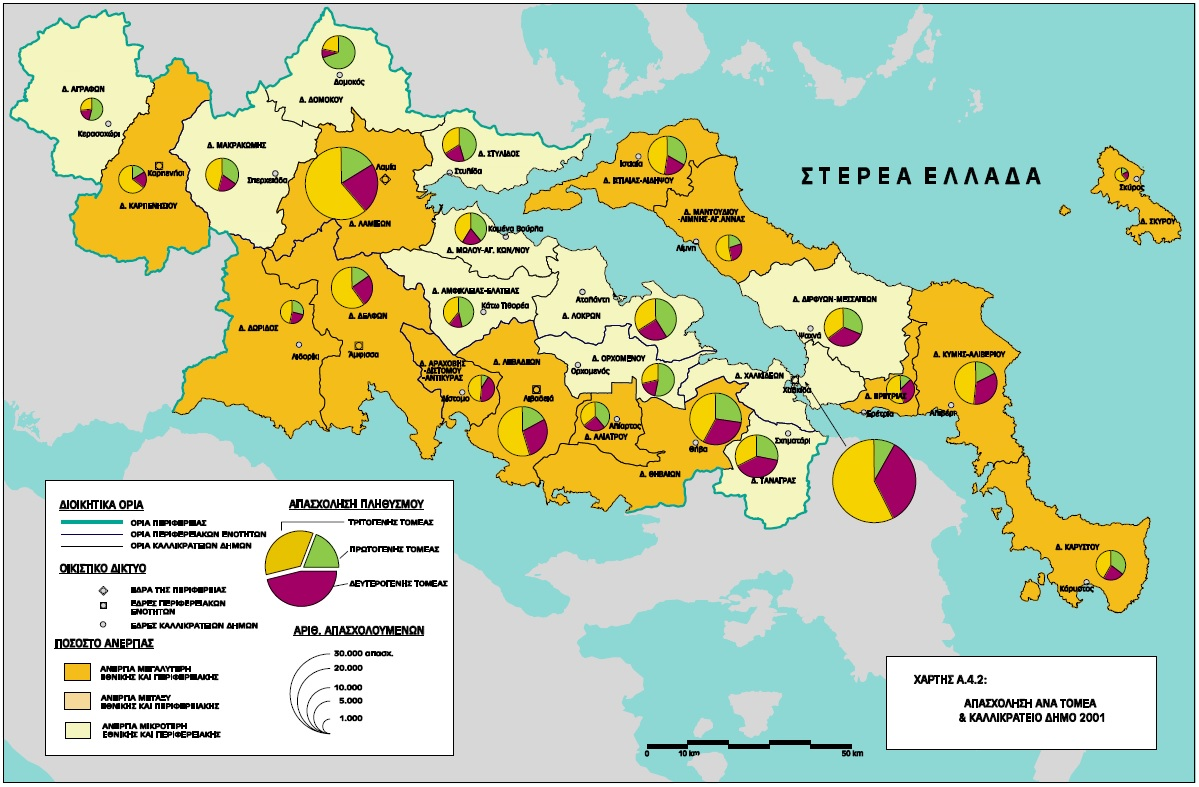 ΣΤΕΡΕΑ ΕΛΛΑΔΑ
Δ. ΑΓΡΑΦΩΝ
Κερασοχώρι
Δομοκός
Δ. ΔΟΜΟΚΟΥ
Δ. ΜΑΚΡΑΚΩΜΗΣ
Σπερχειάδα
Καρπενήσι
Δ. ΚΑΡΠΕΝΗΣΙΟΥ
Λαμία
Δ. ΛΑΜΙΕΩΝ
Δ. ΣΤΥΛΙΔΟΣ
Στυλίδα
Ιστιαία
Δ. ΙΣΤΙΑΙΑΣ-ΑΙΔΗΨΟΥ
Δ. ΜΑΝΤΟΥΔΙΟΥ
-ΛΙΜΝΗΣ-ΑΓ.ΑΝΝΑΣ
Λίμνη
Σκύρος
Δ. ΣΚΥΡΟΥ
Καμένα Βούρλα
Δ. ΜΩΛΟΥ-ΑΓ. ΚΩΝ/ΝΟΥ
Δ. ΑΜΦΙΚΛΕΙΑΣ-ΕΛΑΤΕΙΑΣ
Κάτω Τιθορέα
Αταλάντη
Δ. ΛΟΚΡΩΝ
Δ. ΔΩΡΙΔΟΣ
Λιδορίκι
Δ. ΔΕΛΦΩΝ
Άμφισσα
Δ. ΑΡΑΧΟΒΗΣ
-ΔΙΣΤΟΜΟΥ
-ΑΝΤΙΚΥΡΑΣ
Δίστομο
Δ. ΛΕΒΑΔΕΩΝ
Λειβαδειά
Δ. ΟΡΧΟΜΕΝΟΥ
Ορχομενός
Δ. ΧΑΛΚΙΔΕΩΝ
Χαλκίδα
Δ. ΔΙΡΦΥΩΝ-ΜΕΣΣΑΠΙΩΝ
Ψαχνά
Δ. ΚΥΜΗΣ-ΑΛΙΒΕΡΙΟΥ
Αλιβέρι
Δ. ΕΡΕΤΡΙΑΣ
Ερέτρια
Αλίαρτος
Δ. ΑΛΙΑΡΤΟΥ
Θήβα
Δ. ΘΗΒΑΙΩΝ
Σχηματάρι
Δ. ΤΑΝΑΓΡΑΣ
Δ. ΚΑΡΥΣΤΟΥ
Κάρυστος
ΔΙΟΙΚΗΤΙΚΑ ΟΡΙΑ
ΟΡΙΑ ΠΕΡΙΦΕΡΕΙΑΣ
ΟΡΙΑ ΠΕΡΙΦΕΡΕΙΑΚΩΝ ΕΝΟΤΗΤΩΝ
ΟΡΙΑ ΚΑΛΛΙΚΡΑΤΕΙΩΝ ΔΗΜΩΝ
ΟΙΚΙΣΤΙΚΟ ΔΙΚΤΥΟ
ΕΔΡΑ ΤΗΣ ΠΕΡΙΦΕΡΕΙΑΣ
ΕΔΡΕΣ ΠΕΡΙΦΕΡΕΙΑΚΩΝ
ΕΝΟΤΗΤΩΝ
ΕΔΡΕΣ ΚΑΛΛΙΚΡΑΤΕΙΩΝ ΔΗΜΩΝ
ΠΟΣΟΣΤΟ ΑΝΕΡΓΙΑΣ
ΑΝΕΡΓΙΑ ΜΕΓΑΛΥΤΕΡΗ
ΕΘΝΙΚΗΣ ΚΑΙ ΠΕΡΙΦΕΡΕΙΑΚΗΣ
ΑΝΕΡΓΙΑ ΜΕΤΑΞΥ
ΕΘΝΙΚΗΣ ΚΑΙ ΠΕΡΙΦΕΡΕΙΑΚΗΣ
ΑΝΕΡΓΙΑ ΜΙΚΡΟΤΕΡΗ
ΕΘΝΙΚΗΣ ΚΑΙ ΠΕΡΙΦΕΡΕΙΑΚΗΣ
ΑΠΑΣΧΟΛΗΣΗ ΠΛΗΘΥΣΜΟΥ
ΤΡΙΤΟΓΕΝΗΣ ΤΟΜΕΑΣ
ΠΡΩΤΟΓΕΝΗΣ ΤΟΜΕΑΣ
ΔΕΥΤΕΡΟΓΕΝΗΣ ΤΟΜΕΑΣ
ΑΡΙΘ. ΑΠΑΣΧΟΛΟΥΜΕΝΩΝ
30.000 απασχ.
20.000
10.000
5.000
1.000
ΧΑΡΤΗΣ Α.4.2:
ΑΠΑΣΧΟΛΗΣΗ ΑΝΑ ΤΟΜΕΑ
& ΚΑΛΛΙΚΡΑΤΕΙΟ ΔΗΜΟ 2001
0 10 km 50 km